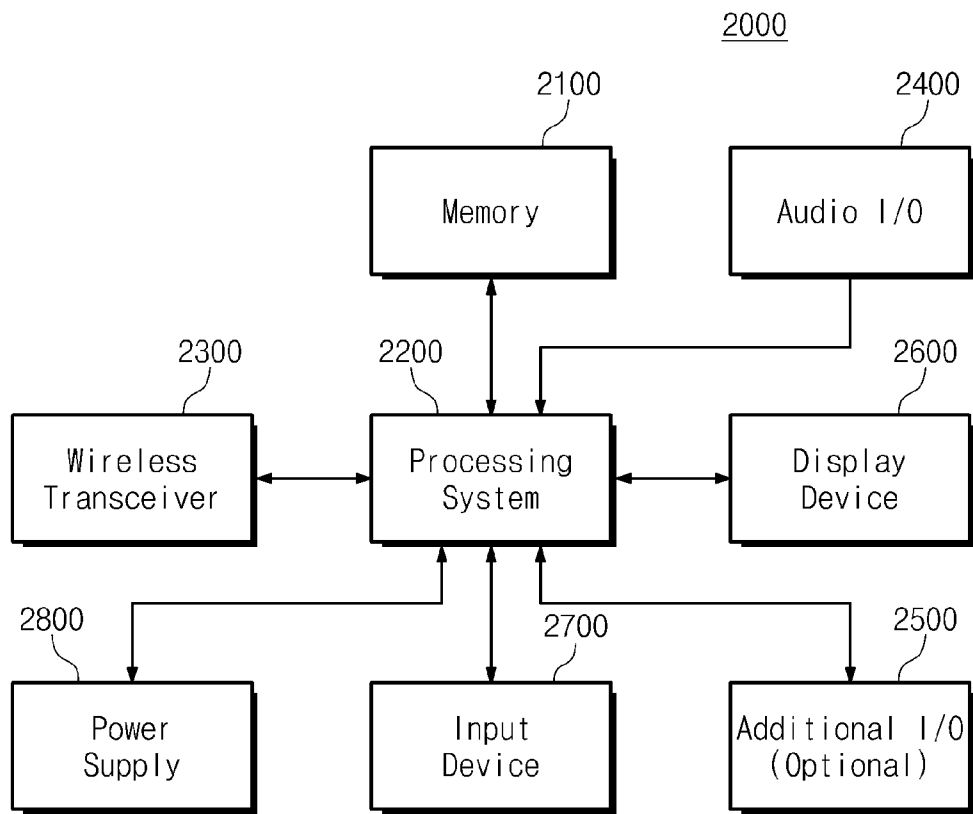 2000
2100
2400
Memory
Audio I/O
2300
2200
2600
Wireless
Transceiver
Processing
System
Display
Device
2800
2700
2500
Power
Supply
Input
Device
Additional I/O
(Optional)